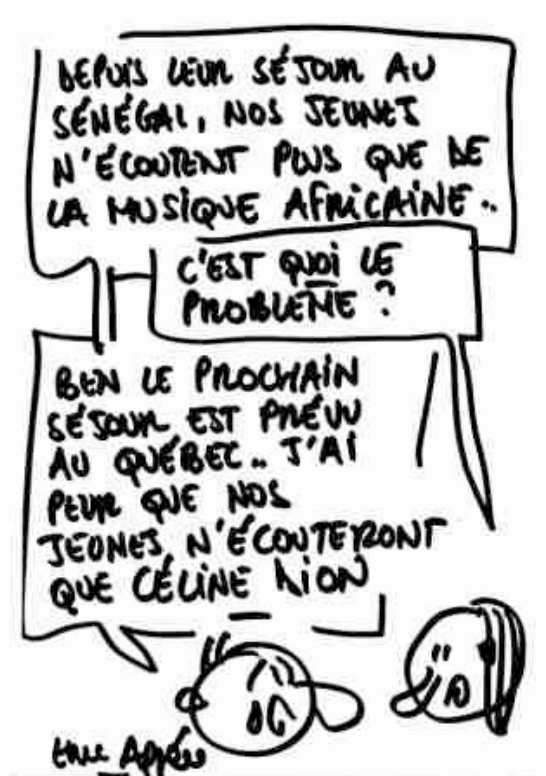 DEPUIS LEUR SÉJOUR AU
SÉNÉGAL, NOS JEUNES
N'ÉCOUTENT PLUS QUE DE
LA MUSIQUE AFRICAINE..
C'EST QUOI LE
PROBLEME ?
BEN LE PROCHAIN
SÉJOUR EST PRÉVU
AU QUÉBEC.. J'AI
PEUR QUE NOS
JEUNES N'ÉCOUTERONT
QUE CÉLINE DION